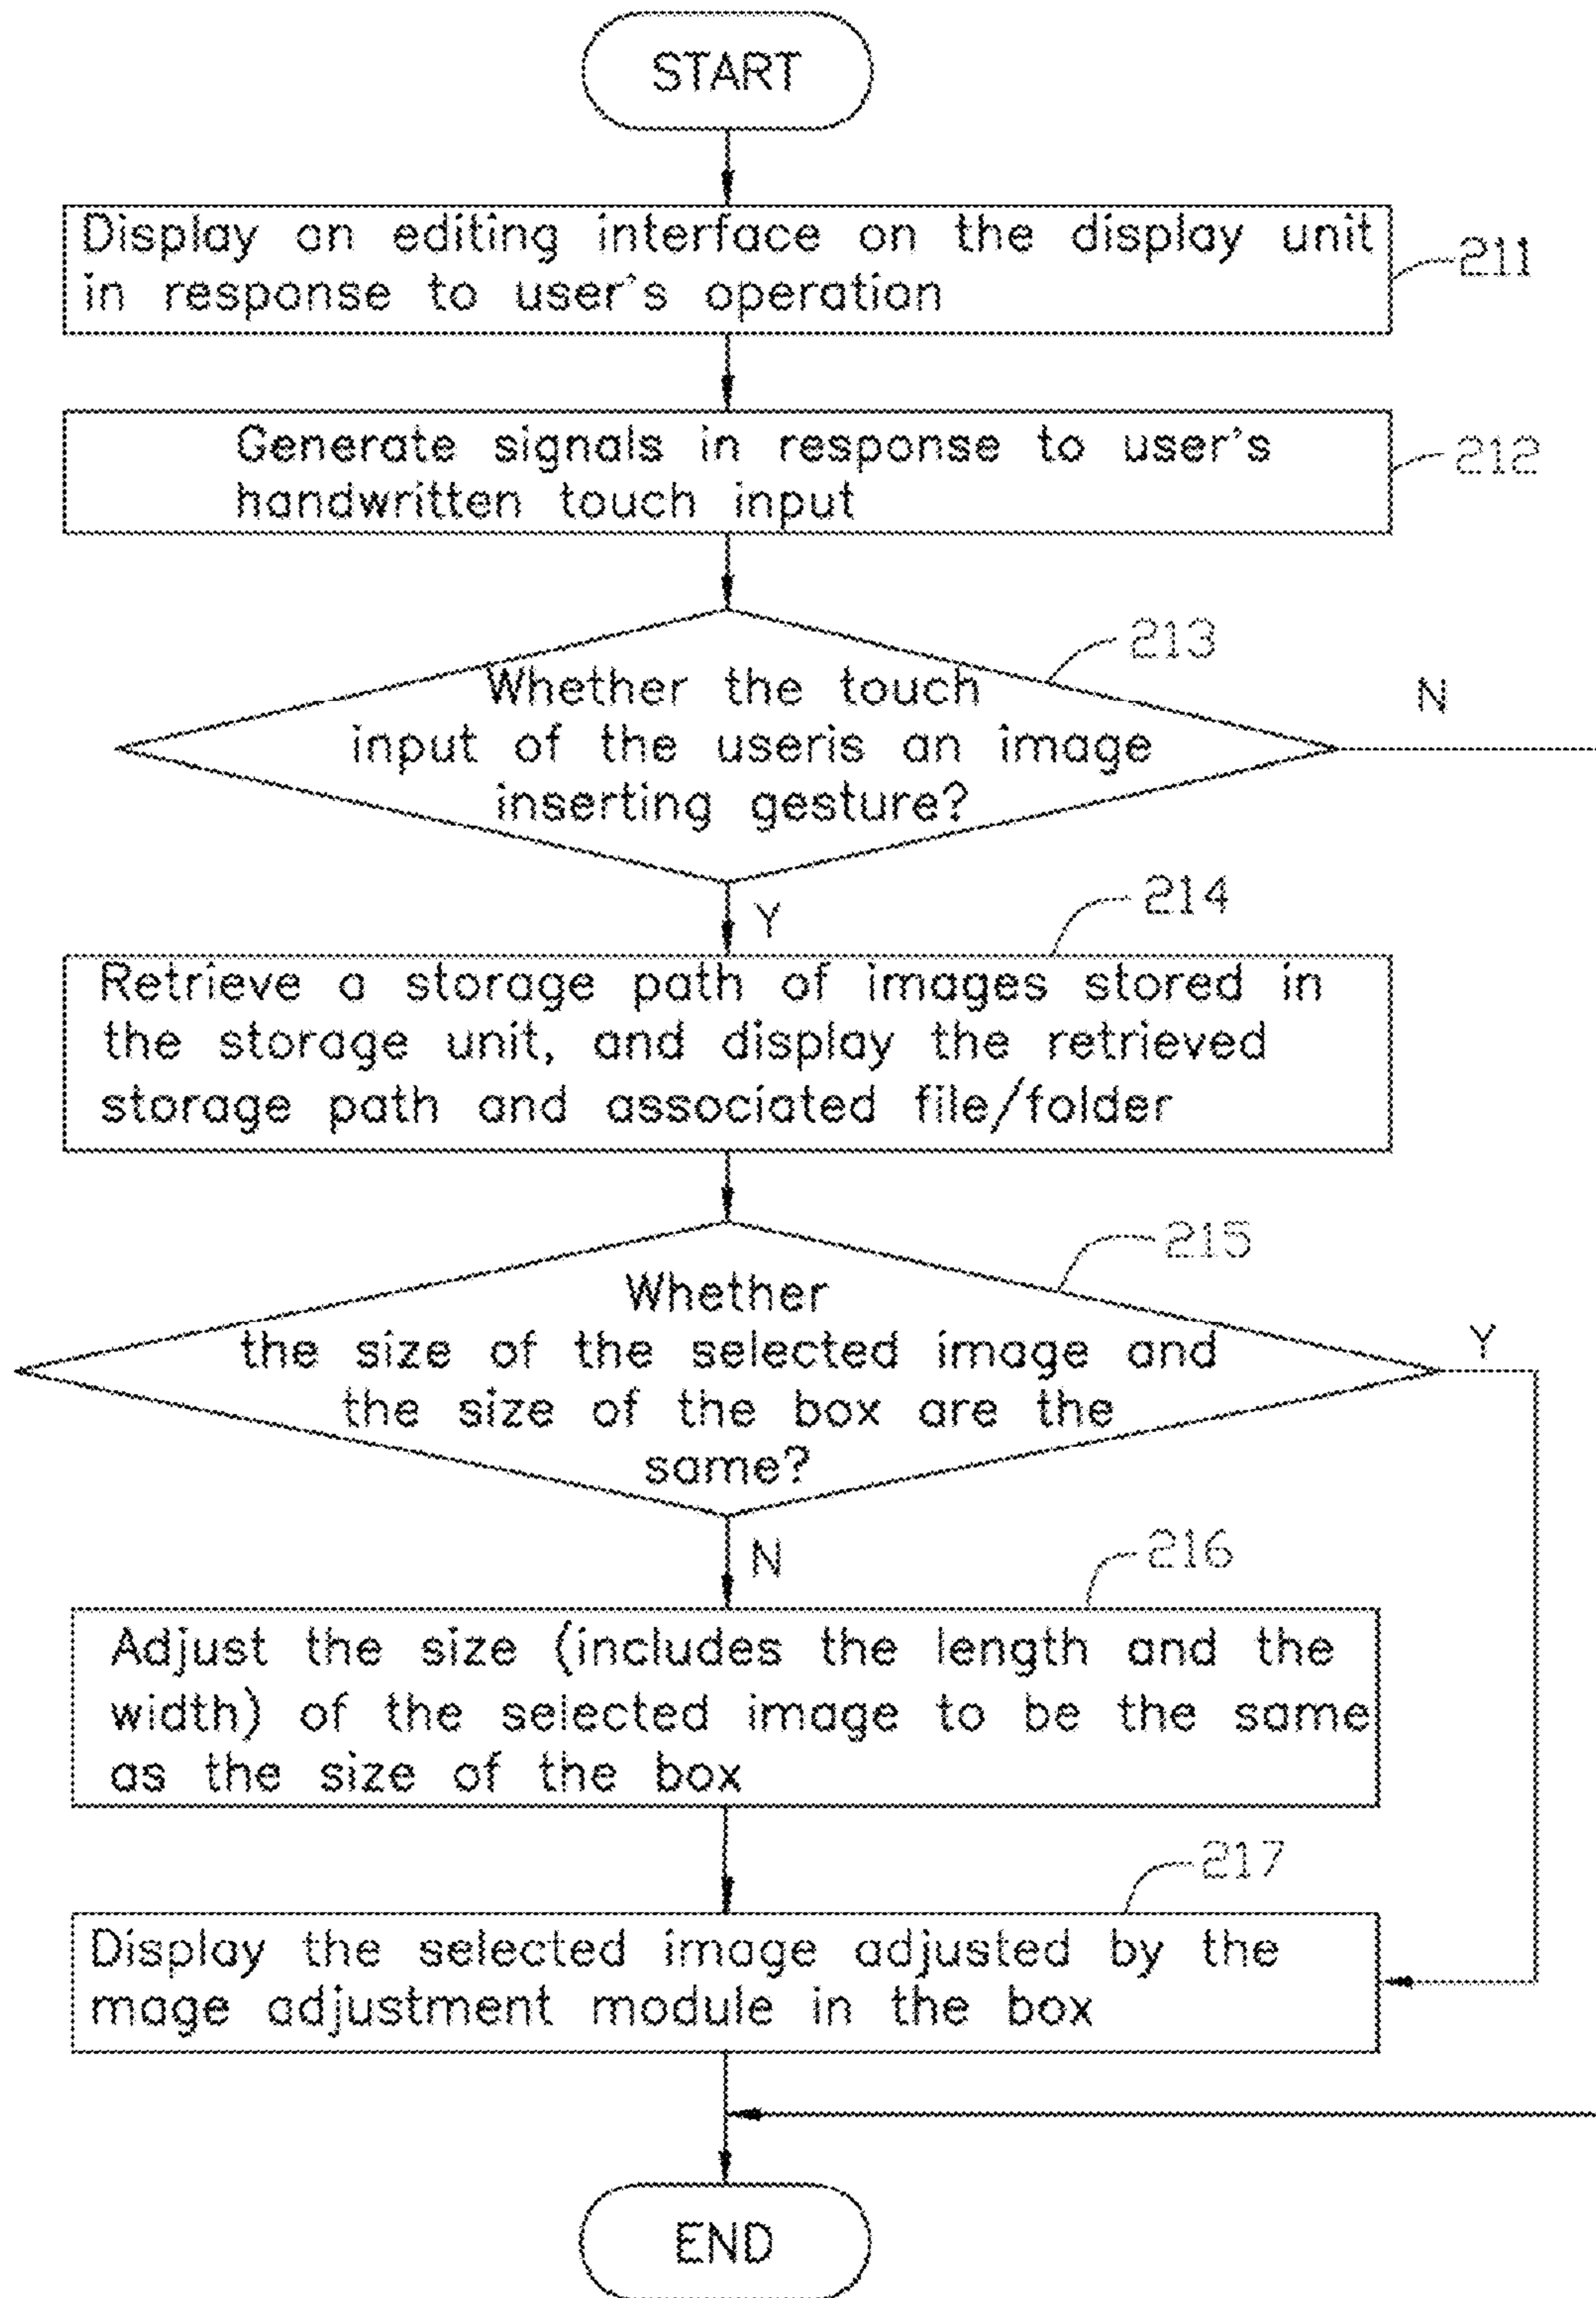 START
Display an editing interface on the display unit
in response to user's operation
211
Generate signals in response to user's
handwritten touch input
212
213
Whether the touch
input of the useris an image
inserting gesture?
N
Y
214
Retrieve a storage path of images stored in
the storage unit, and display the retrieved
storage path and associated file/folder
215
Whether
the size of the selected image and
the size of the box are the
same?
Y
N
216
Adjust the size (includes the length and the
width) of the selected image to be the same
as the size of the box
217
Display the selected image adjusted by the
mage adjustment module in the box
END